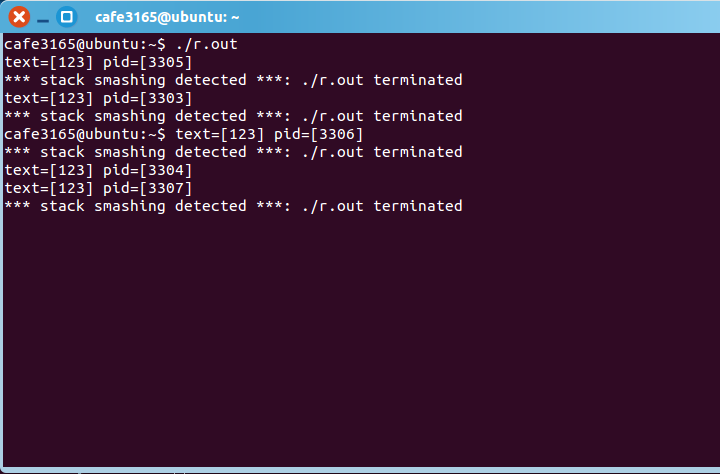 cafe3165@ubuntu: ~
cafe3165@ubuntu:~$ ./r.out
text=[123] pid=[3305]
*** stack smashing detected ***: ./r.out terminated
text=[123] pid=[3303]
*** stack smashing detected ***: ./r.out terminated
cafe3165@ubuntu:~$ text=[123] pid=[3306]
*** stack smashing detected ***: ./r.out terminated
text=[123] pid=[3304]
text=[123] pid=[3307]
*** stack smashing detected ***: ./r.out terminated